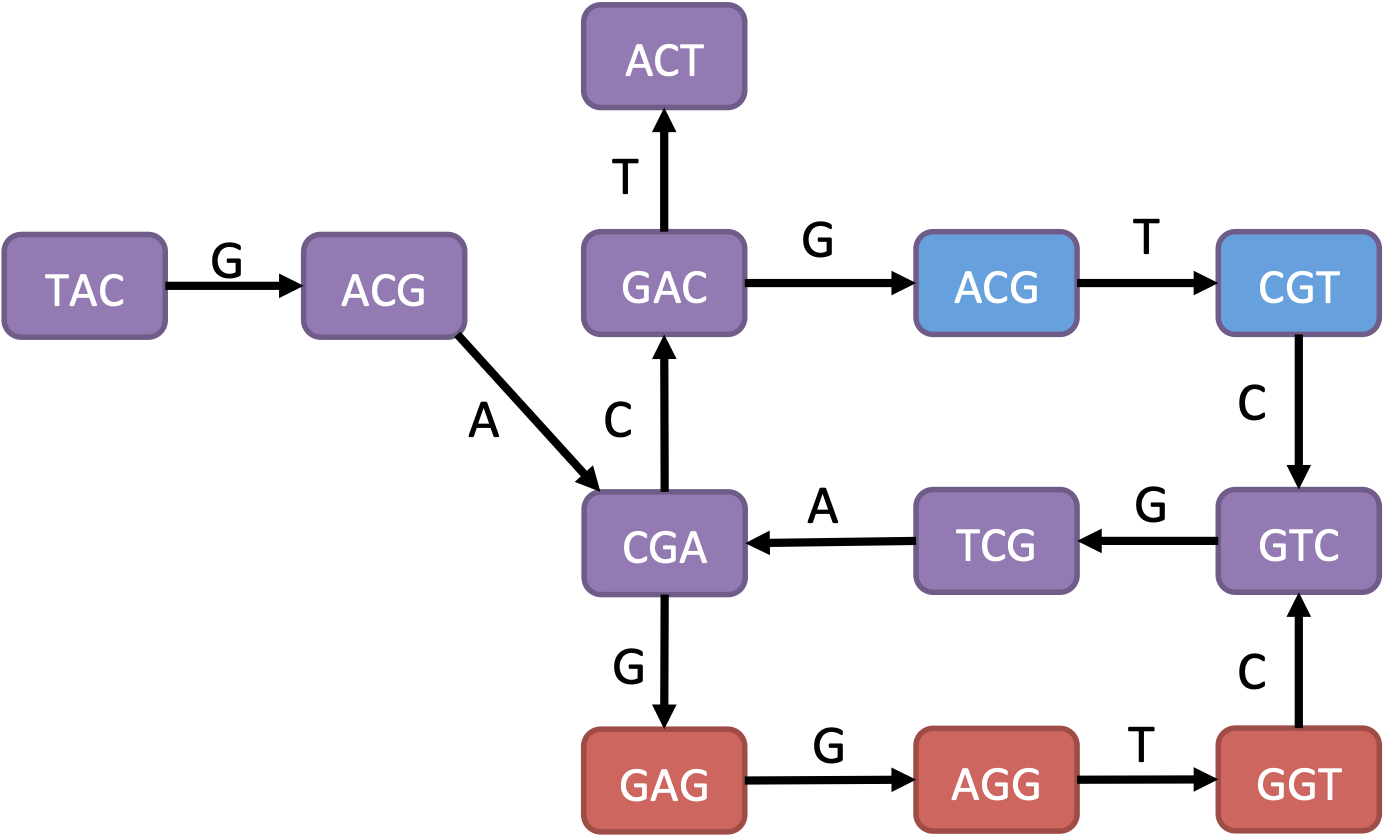 ACT
T
TAC G ACG GAC G ACG T CGT
A C C
CGA A TCG G GTC
G C
GAG G AGG T GGT